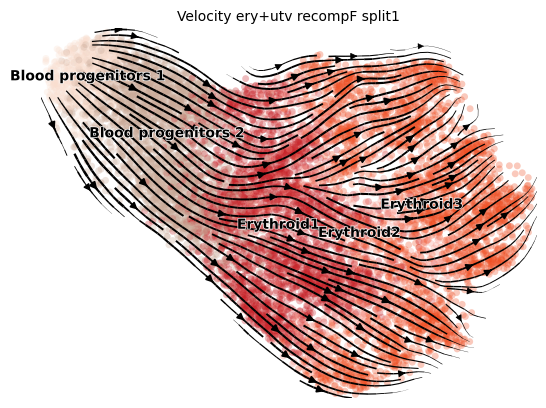 Velocity ery+utv recompF split1
Blood progenitors 1
Blood progenitors 2
Erythroid3
Erythroid1
Erythroid2